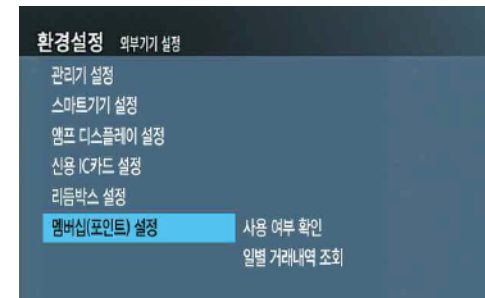 환경설정 외부기기 설정
관리기 설정
스마트기기 설정
앰프 디스플레이 설정
신용 IC카드 설정
리듬박스 설정
멤버십(포인트) 설정 사용 여부 확인
일별 거래내역 조회